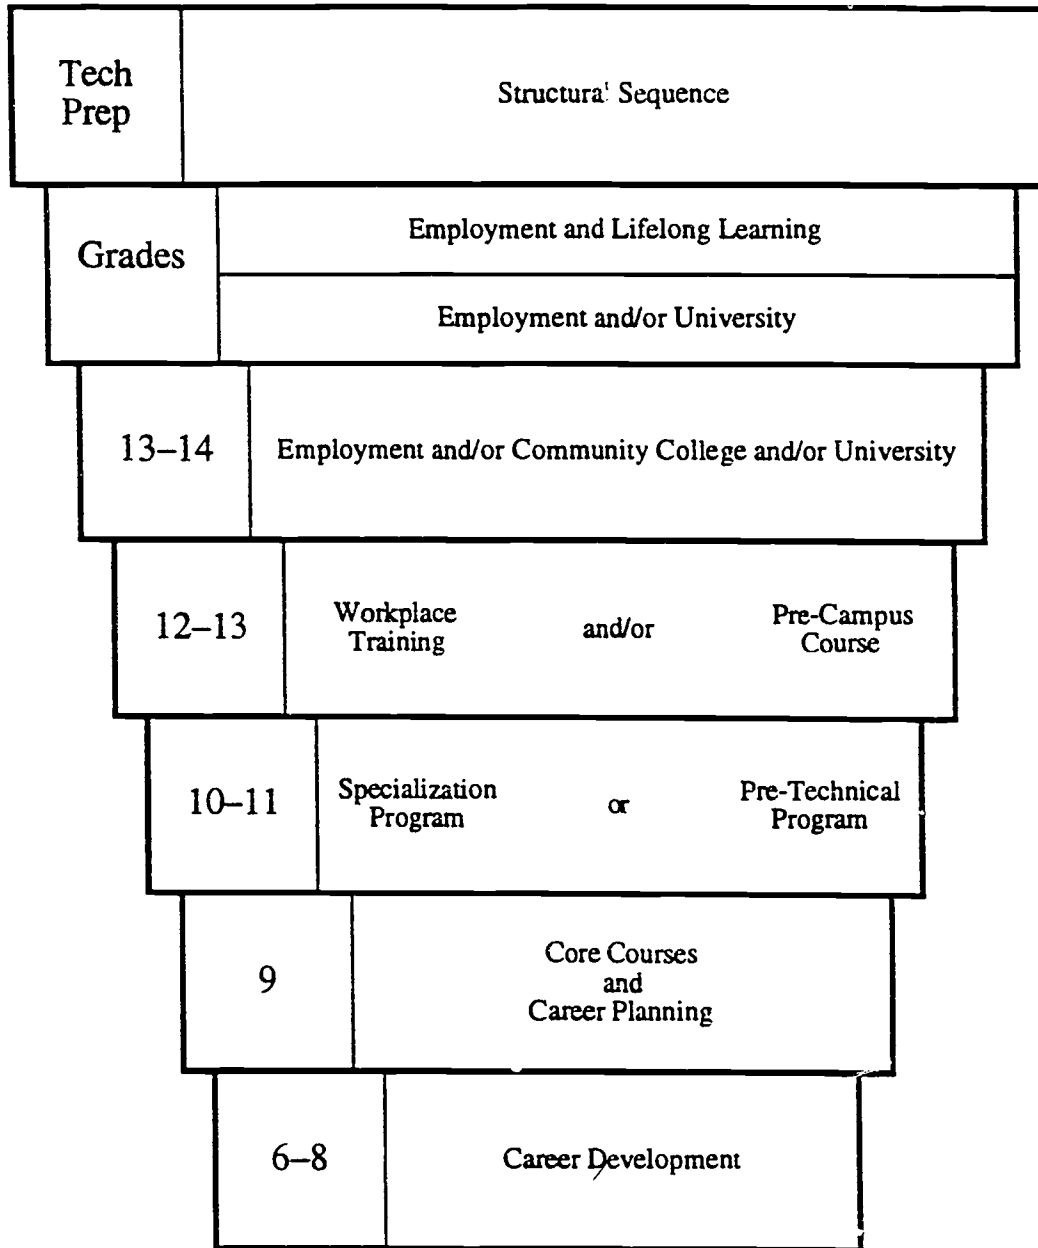 Tech
Prep
Structural Sequence
Grades
Employment and Lifelong Learning
Employment and/or University
13–14
Employment and/or Community College and/or University
12–13
Workplace
Training
and/or
Pre-Campus
Course
10–11
Specialization
Program
or
Pre-Technical
Program
9
Core Courses
and
Career Planning
6–8
Career Development